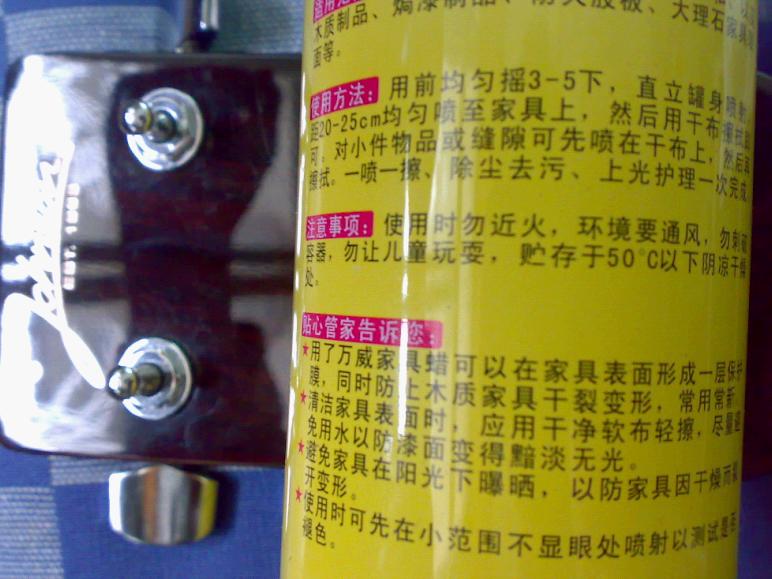 适用范
木质制品、焗漆制品、防火胶板、大理石家具表
面等。
使用方法：用前均匀摇3-5下，直立罐身喷射，
距20-25cm均匀喷至家具上，然后用干布擦拭即
可。对小件物品或缝隙可先喷在干布上，然后再
擦拭。一喷一擦、除尘去污、上光护理一次完成
注意事项：使用时勿近火，环境要通风，勿刺破
容器，勿让儿童玩耍，贮存于50℃以下阴凉干燥
处。
贴心管家告诉您：
★用了万威家具蜡可以在家具表面形成一层保护
膜，同时防止木质家具干裂变形，常用常新
★清洁家具表面时，应用干净软布轻擦，尽量避
免用水以防漆面变得黯淡无光。
★避免家具在阳光下曝晒，以防家具因干燥而裂
开变形。
★使用时可先在小范围不显眼处喷射以测试是否
褪色。
Johnson
EST. 1993